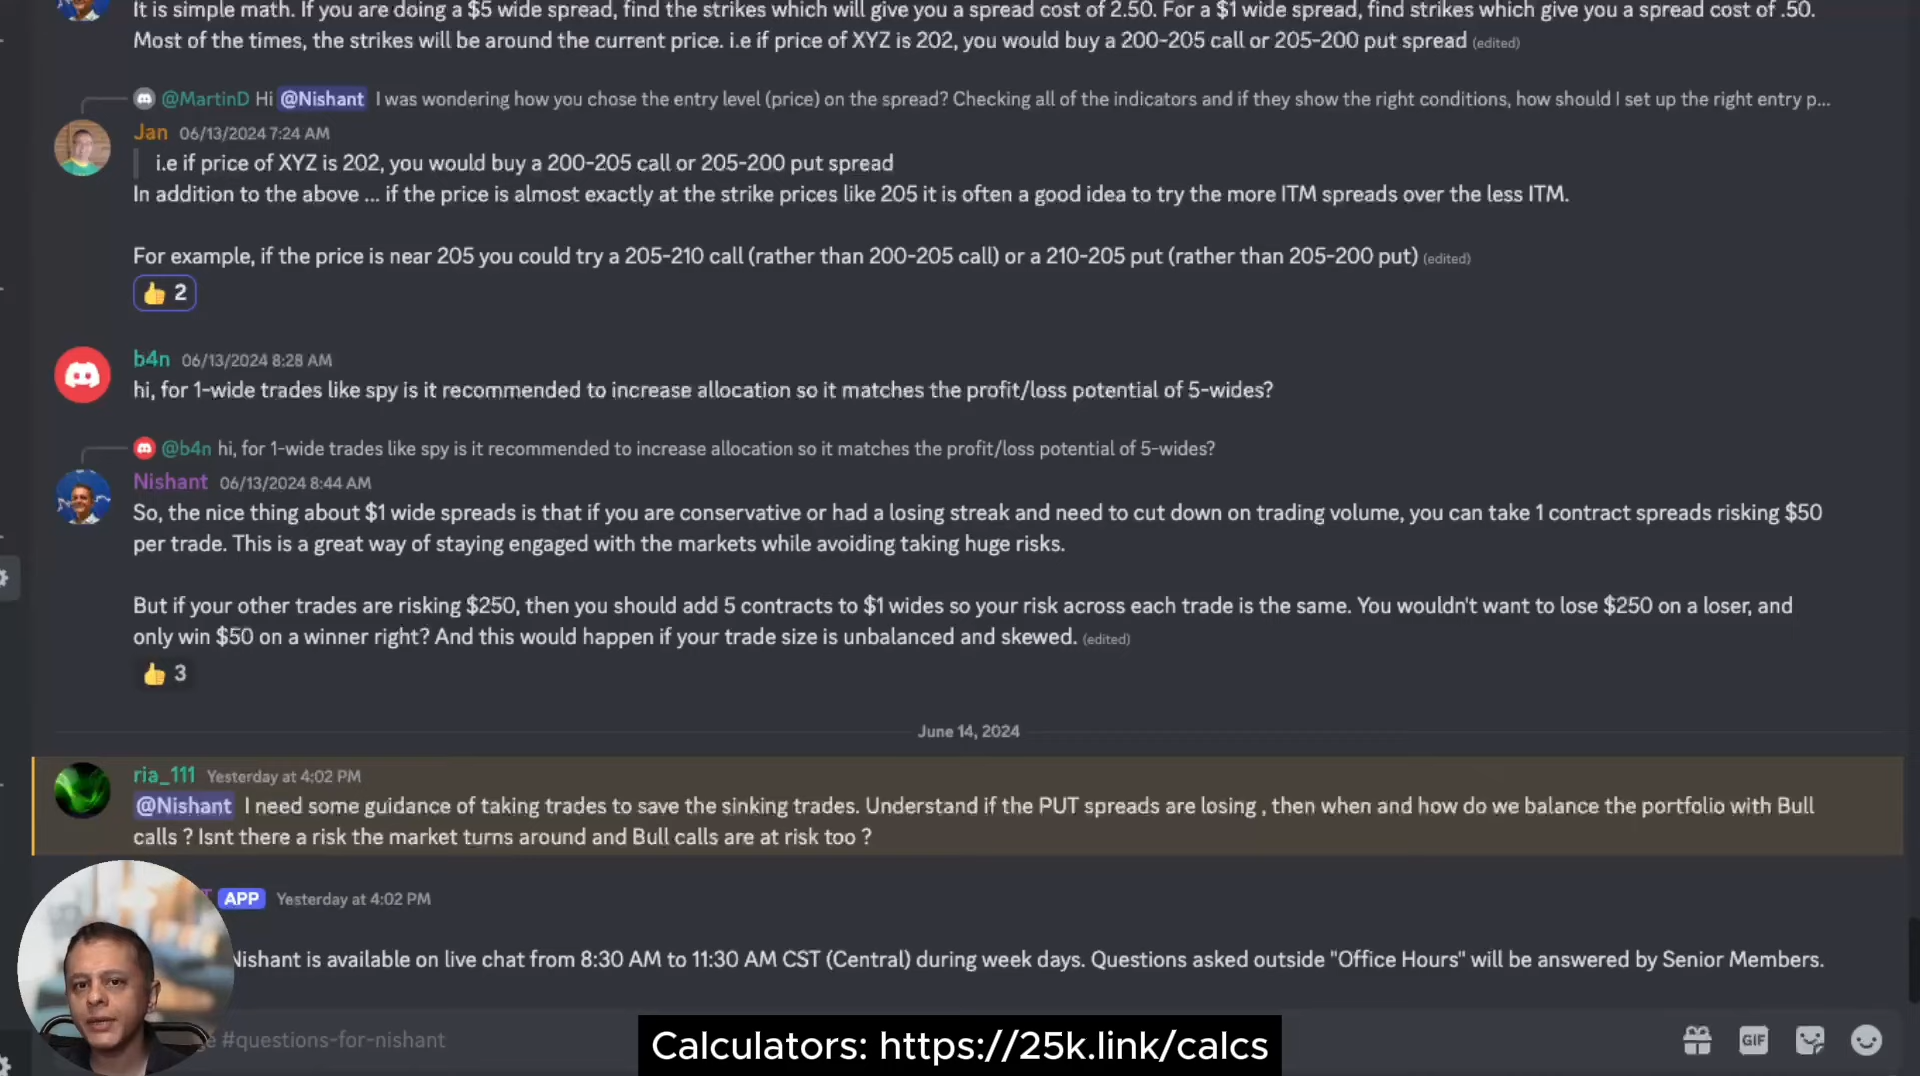 It is simple math. If you are doing a $5 wide spread, find the strikes which will give you a spread cost of 2.50. For a $1 wide spread, find strikes which give you a spread cost of .50.
Most of the times, the strikes will be around the current price. i.e if price of XYZ is 202, you would buy a 200-205 call or 205-200 put spread (edited)
@MartinD Hi @Nishant I was wondering how you chose the entry level (price) on the spread? Checking all of the indicators and if they show the right conditions, how should I set up the right entry p...
Jan 06/13/2024 7:24 AM
i.e if price of XYZ is 202, you would buy a 200-205 call or 205-200 put spread
In addition to the above ... if the price is almost exactly at the strike prices like 205 it is often a good idea to try the more ITM spreads over the less ITM.
For example, if the price is near 205 you could try a 205-210 call (rather than 200-205 call) or a 210-205 put (rather than 205-200 put) (edited)
2
b4n 06/13/2024 8:28 AM
hi, for 1-wide trades like spy is it recommended to increase allocation so it matches the profit/loss potential of 5-wides?
@b4n hi, for 1-wide trades like spy is it recommended to increase allocation so it matches the profit/loss potential of 5-wides?
Nishant 06/13/2024 8:44 AM
So, the nice thing about $1 wide spreads is that if you are conservative or had a losing streak and need to cut down on trading volume, you can take 1 contract spreads risking $50
per trade. This is a great way of staying engaged with the markets while avoiding taking huge risks.
But if your other trades are risking $250, then you should add 5 contracts to $1 wides so your risk across each trade is the same. You wouldn't want to lose $250 on a loser, and
only win $50 on a winner right? And this would happen if your trade size is unbalanced and skewed. (edited)
3
June 14, 2024
ria_111 Yesterday at 4:02 PM
@Nishant I need some guidance of taking trades to save the sinking trades. Understand if the PUT spreads are losing , then when and how do we balance the portfolio with Bull
calls ? Isnt there a risk the market turns around and Bull calls are at risk too ?
APP Yesterday at 4:02 PM
Nishant is available on live chat from 8:30 AM to 11:30 AM CST (Central) during week days. Questions asked outside "Office Hours" will be answered by Senior Members.
#questions-for-nishant
GIF
Calculators: https://25k.link/calcs